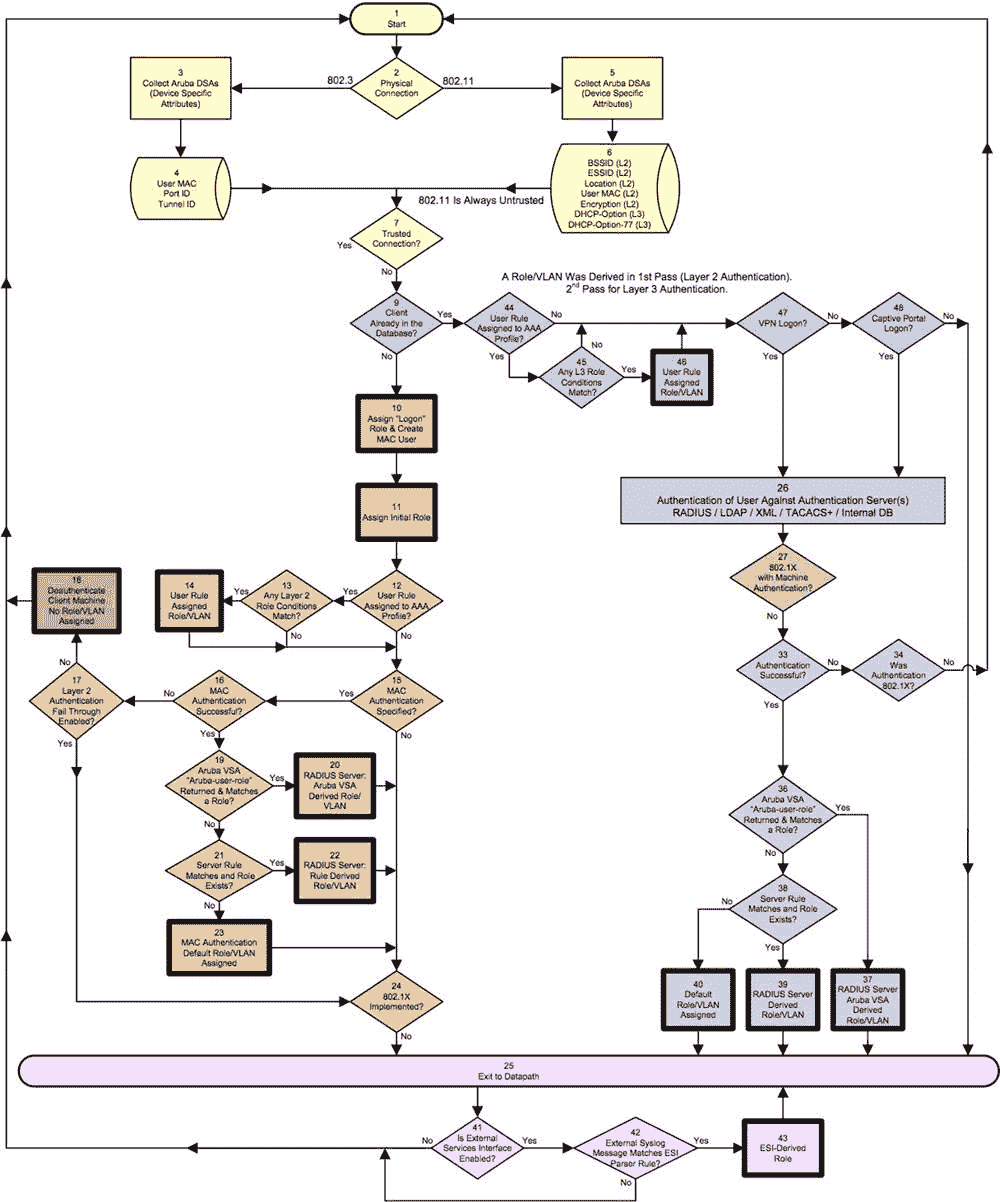 1
Start
802.3
2
Physical
Connection
802.11
3
Collect Aruba DSAs
(Device Specific
Attributes)
5
Collect Aruba DSAs
(Device Specific
Attributes)
4
User MAC
Port ID
Tunnel ID
6
BSSID (L2)
ESSID (L2)
Location (L2)
User MAC (L2)
Encryption (L2)
DHCP-Option (L3)
DHCP-Option-77 (L3)
802.11 Is Always Untrusted
7
Trusted
Connection?
Yes
No
A Role/VLAN Was Derived in 1st Pass (Layer 2 Authentication).
2nd Pass for Layer 3 Authentication.
9
Client
Already in the
Database?
Yes
No
44
User Rule
Assigned to AAA
Profile?
No
Yes
45
Any L3 Role
Conditions
Match?
No
Yes
46
User Rule
Assigned
Role/VLAN
47
VPN Logon?
No
Yes
48
Captive Portal
Logon?
No
Yes
10
Assign "Logon"
Role & Create
MAC User
11
Assign Initial Role
26
Authentication of User Against Authentication Server(s)
RADIUS / LDAP / XML / TACACS+ / Internal DB
27
802.1X
with Machine
Authentication?
No
18
Deauthenticate
Client Machine
No Role/VLAN
Assigned
14
User Rule
Assigned
Role/VLAN
Yes
13
Any Layer 2
Role Conditions
Match?
No
Yes
12
User Rule
Assigned to AAA
Profile?
No
33
Authentication
Successful?
No
Yes
34
Was
Authentication
802.1X?
No
No
17
Layer 2
Authentication
Fail Through
Enabled?
Yes
No
16
MAC
Authentication
Successful?
Yes
Yes
15
MAC
Authentication
Specified?
No
19
Aruba VSA
"Aruba-user-role"
Returned & Matches
a Role?
Yes
No
20
RADIUS Server:
Aruba VSA
Derived Role/
VLAN
36
Aruba VSA
"Aruba-user-role"
Returned & Matches
a Role?
Yes
No
21
Server Rule
Matches and Role
Exists?
Yes
No
22
RADIUS Server:
Rule Derived
Role/VLAN
38
Server Rule
Matches and Role
Exists?
No
Yes
23
MAC Authentication
Default Role/VLAN
Assigned
24
802.1X
Implemented?
No
40
Default
Role/VLAN
Assigned
39
RADIUS Server
Derived
Role/VLAN
37
RADIUS Server
Aruba VSA
Derived
Role/VLAN
25
Exit to Datapath
41
Is External
Services Interface
Enabled?
No
Yes
42
External Syslog
Message Matches ESI
Parser Rule?
Yes
No
43
ESI-Derived
Role